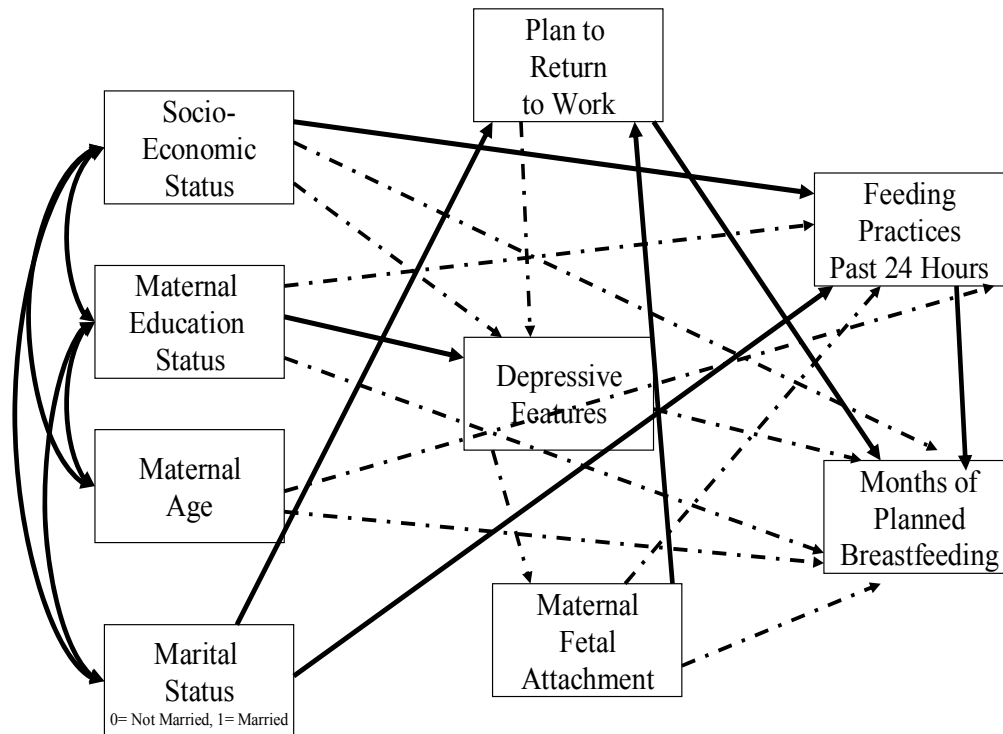 Plan to
Return
to Work
Socio-
Economic
Status
Feeding
Practices
Past 24 Hours
Maternal
Education
Status
Depressive
Features
Maternal
Age
Months of
Planned
Breastfeeding
Maternal
Fetal
Attachment
Marital
Status
0= Not Married, 1= Married